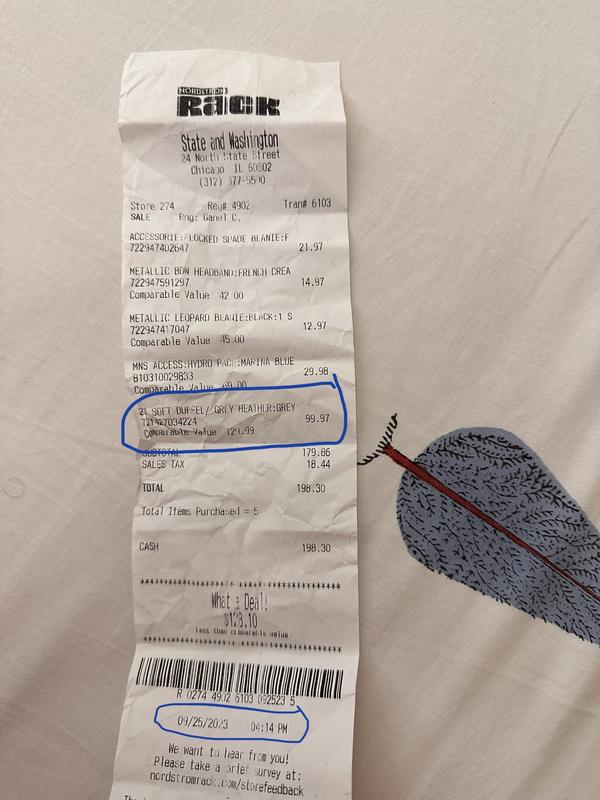 NORDSTROM
RACK
State and Washington
24 North State Street
Chicago IL 60602
(312) 377-5500
Store 274 Reg# 4902 Tran# 6103
SALE Rng: Ganel C.
ACCESSORIE:FLOCKED SPADE BEANIE:F
722947402647 21.97
METALLIC BOW HEADBAND:FRENCH CREA
722947591297 14.97
Comparable Value 42.00
METALLIC LEOPARD BEANIE:BLACK:1 S
722947417047 12.97
Comparable Value 45.00
MNS ACCESS:HYDRO PACK:MARINA BLUE
810310029833 29.98
Comparable Value 69.00
21 SOFT DUFFEL/ GREY HEATHER:GREY
721427034224 99.97
Comparable Value 129.99
SUBTOTAL 179.86
SALES TAX 18.44
TOTAL 198.30
Total Items Purchased = 5
CASH 198.30
What a Deal!
$128.10
Less than comparable value
R 0274 4902 6103 092523 5
09/25/2023 04:14 PM
We want to hear from you!
Please take a brief survey at:
nordstromrack.com/storefeedback